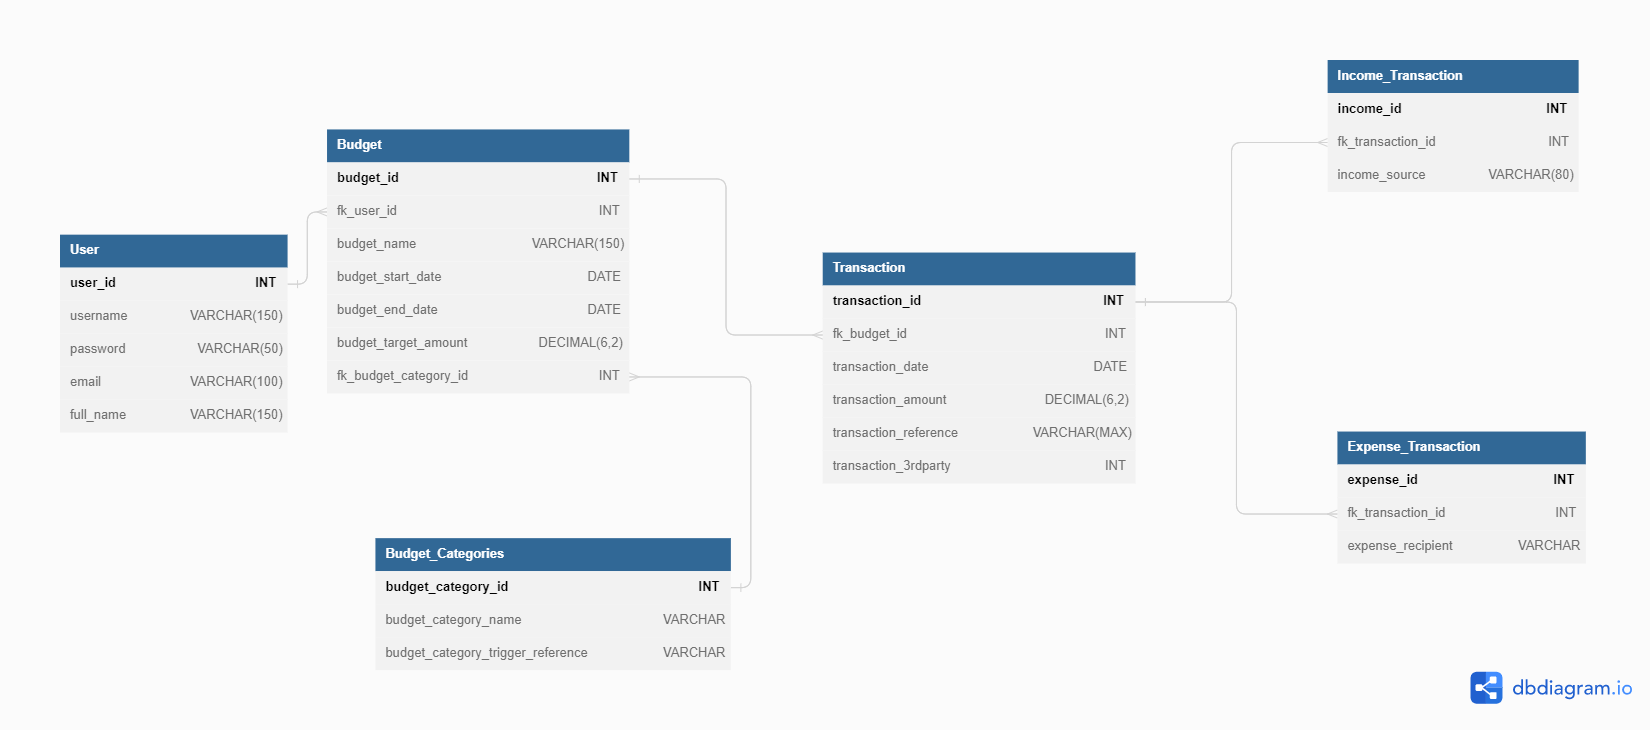 Income_Transaction
income_id INT
fk_transaction_id INT
income_source VARCHAR(80)
Budget
budget_id INT
fk_user_id INT
budget_name VARCHAR(150)
budget_start_date DATE
budget_end_date DATE
budget_target_amount DECIMAL(6,2)
fk_budget_category_id INT
User
user_id INT
username VARCHAR(150)
password VARCHAR(50)
email VARCHAR(100)
full_name VARCHAR(150)
Transaction
transaction_id INT
fk_budget_id INT
transaction_date DATE
transaction_amount DECIMAL(6,2)
transaction_reference VARCHAR(MAX)
transaction_3rdparty INT
Expense_Transaction
expense_id INT
fk_transaction_id INT
expense_recipient VARCHAR
Budget_Categories
budget_category_id INT
budget_category_name VARCHAR
budget_category_trigger_reference VARCHAR
dbdiagram.io